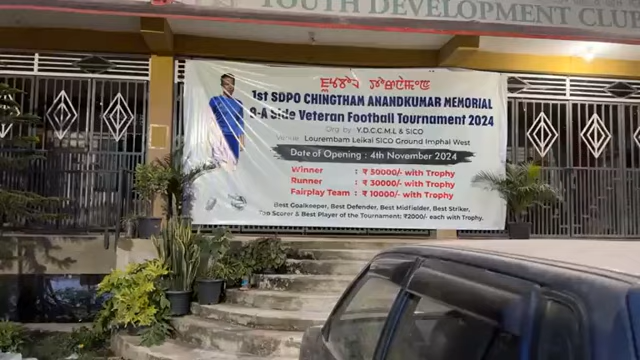 YOUTH DEVELOPMENT CLUB
1st SDPO CHINGTHAM ANANDKUMAR MEMORIAL
8-A Side Veteran Football Tournament 2024
Org. by : Y.D.C.C.M.L & SICO
Venue : Lourembam Leikai SICO Ground Imphal West
Date of Opening : 4th November 2024
Winner : ₹ 50000/- with Trophy
Runner : ₹ 30000/- with Trophy
Fairplay Team : ₹ 10000/- with Trophy
Best Goalkeeper, Best Defender, Best Midfielder, Best Striker,
Top Scorer & Best Player of the Tournament: ₹2000/- each with Trophy.